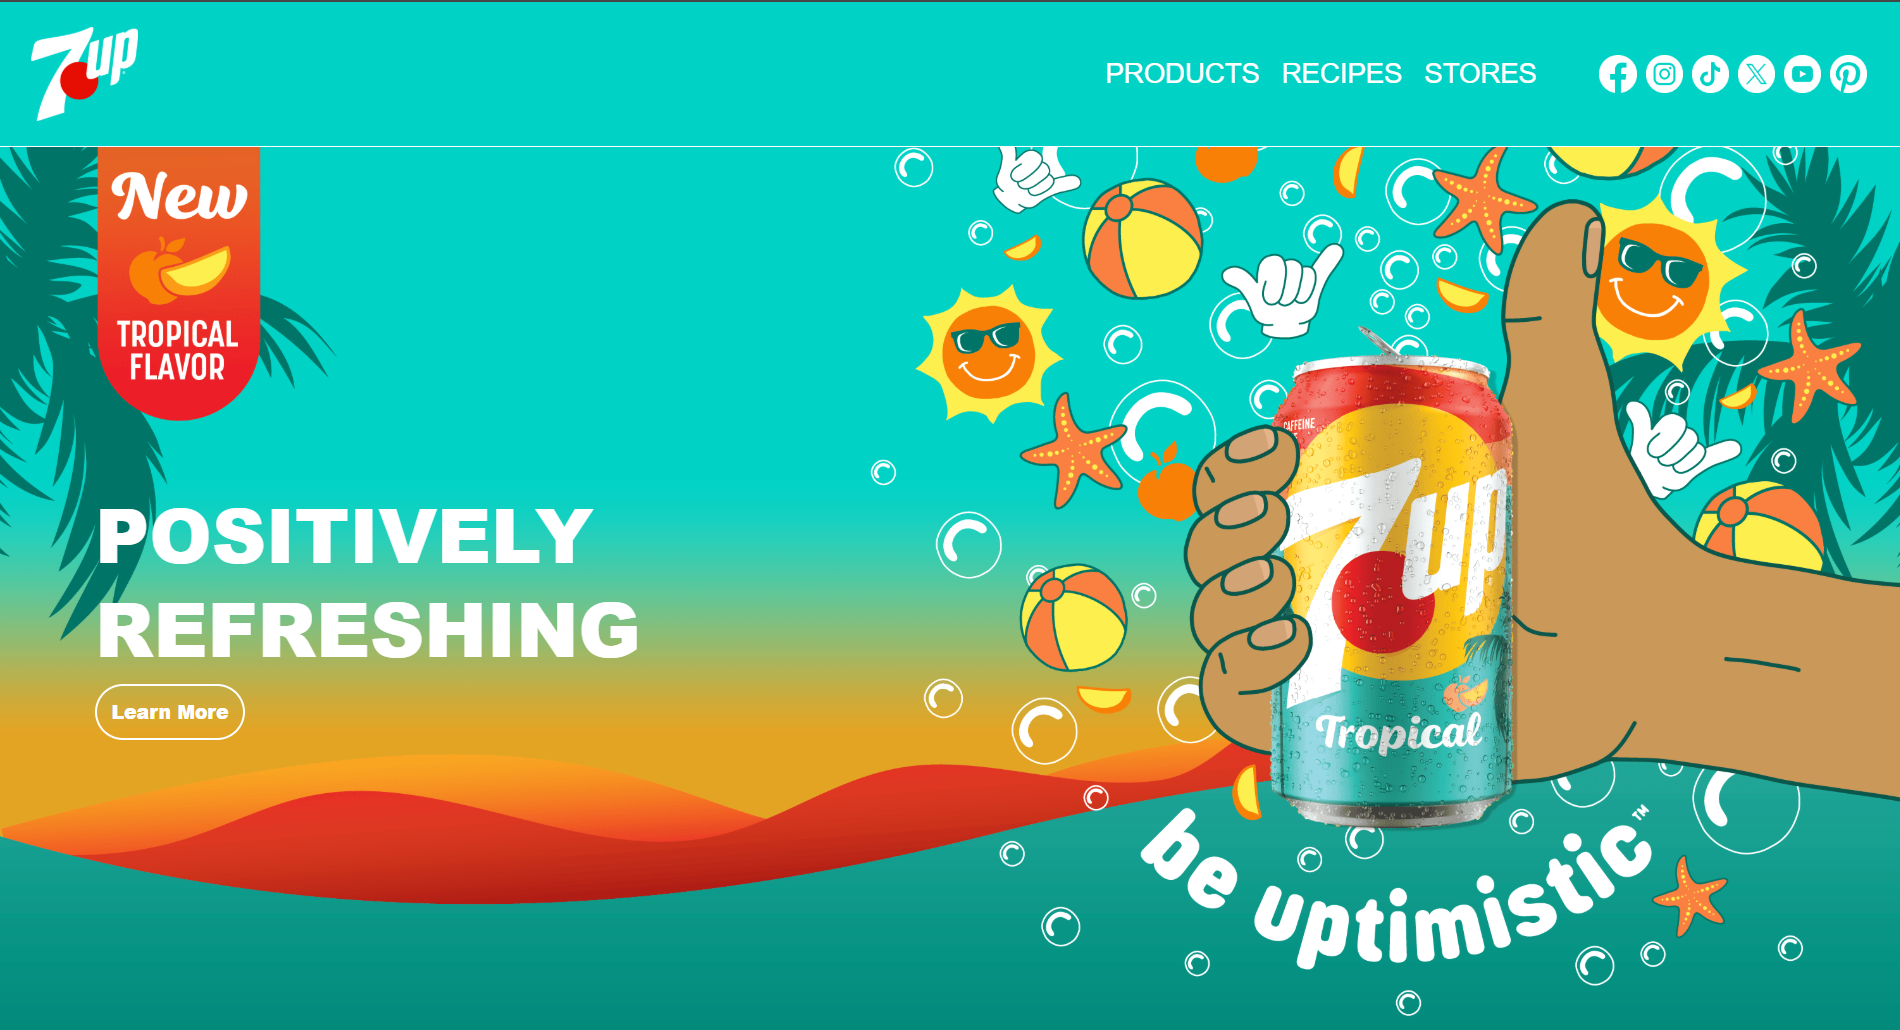 7up
PRODUCTS RECIPES STORES
New
TROPICAL
FLAVOR
POSITIVELY
REFRESHING
Learn More
CAFFEINE
7up
Tropical
be uptimistic™